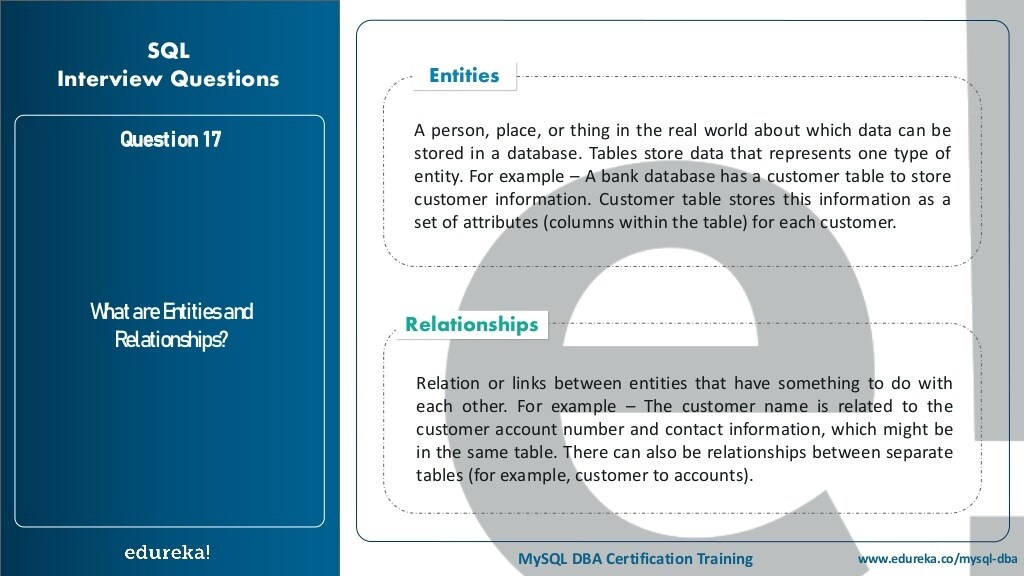 SQL
Interview Questions
Question 17
What are Entities and
Relationships?
edureka!
Entities
A person, place, or thing in the real world about which data can be
stored in a database. Tables store data that represents one type of
entity. For example – A bank database has a customer table to store
customer information. Customer table stores this information as a
set of attributes (columns within the table) for each customer.
Relationships
Relation or links between entities that have something to do with
each other. For example – The customer name is related to the
customer account number and contact information, which might be
in the same table. There can also be relationships between separate
tables (for example, customer to accounts).
MySQL DBA Certification Training
www.edureka.co/mysql-dba